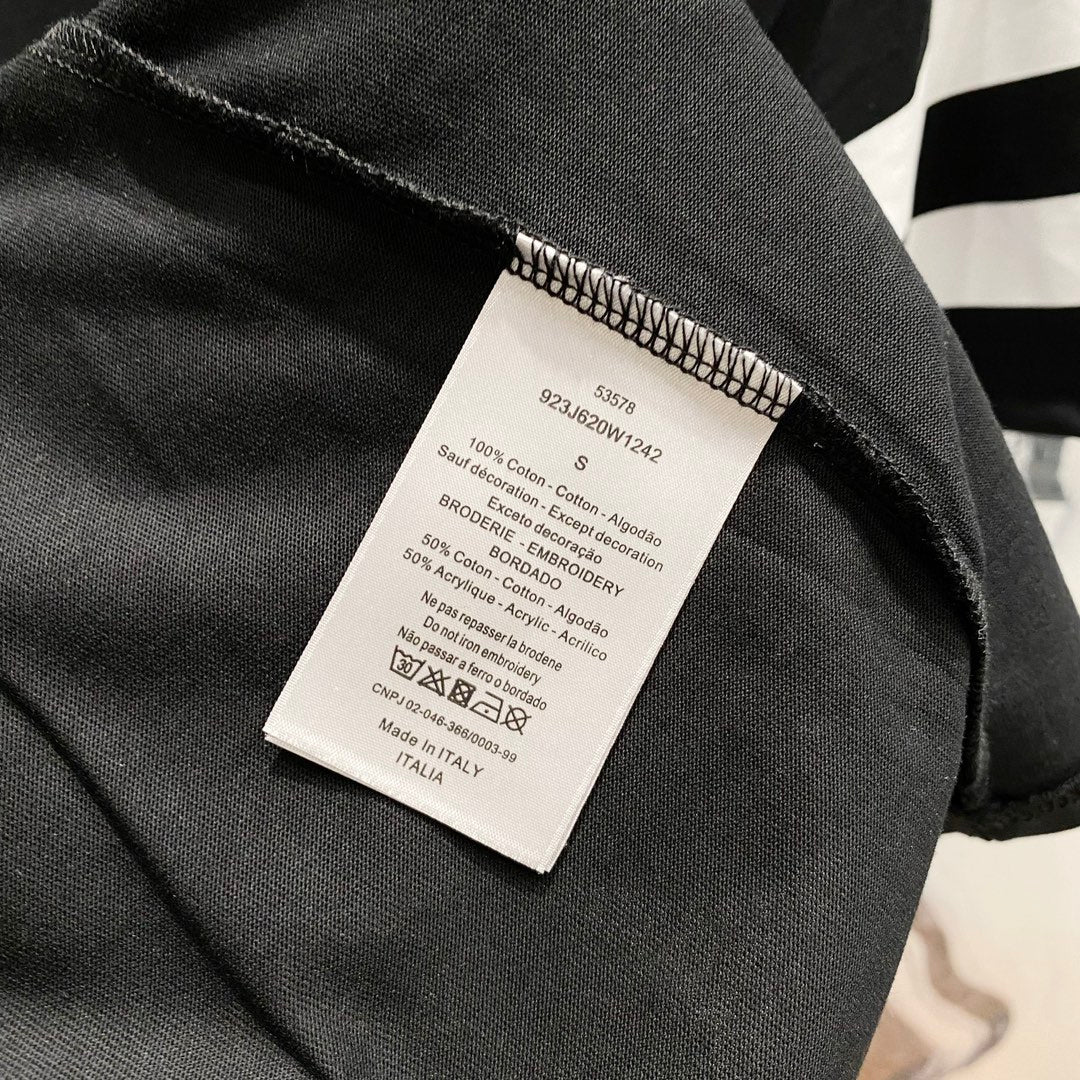 53578
923J620W1242
S
100% Coton - Cotton - Algodão
Sauf décoration - Except decoration
Exceto decoração
BRODERIE - EMBROIDERY
BORDADO
50% Coton - Cotton - Algodão
50% Acrylique - Acrylic - Acrilico
Ne pas repasser la brodene
Do not iron embroidery
Não passar a ferro o bordado
30
CNPJ 02-046-366/0003-99
Made In ITALY
ITALIA